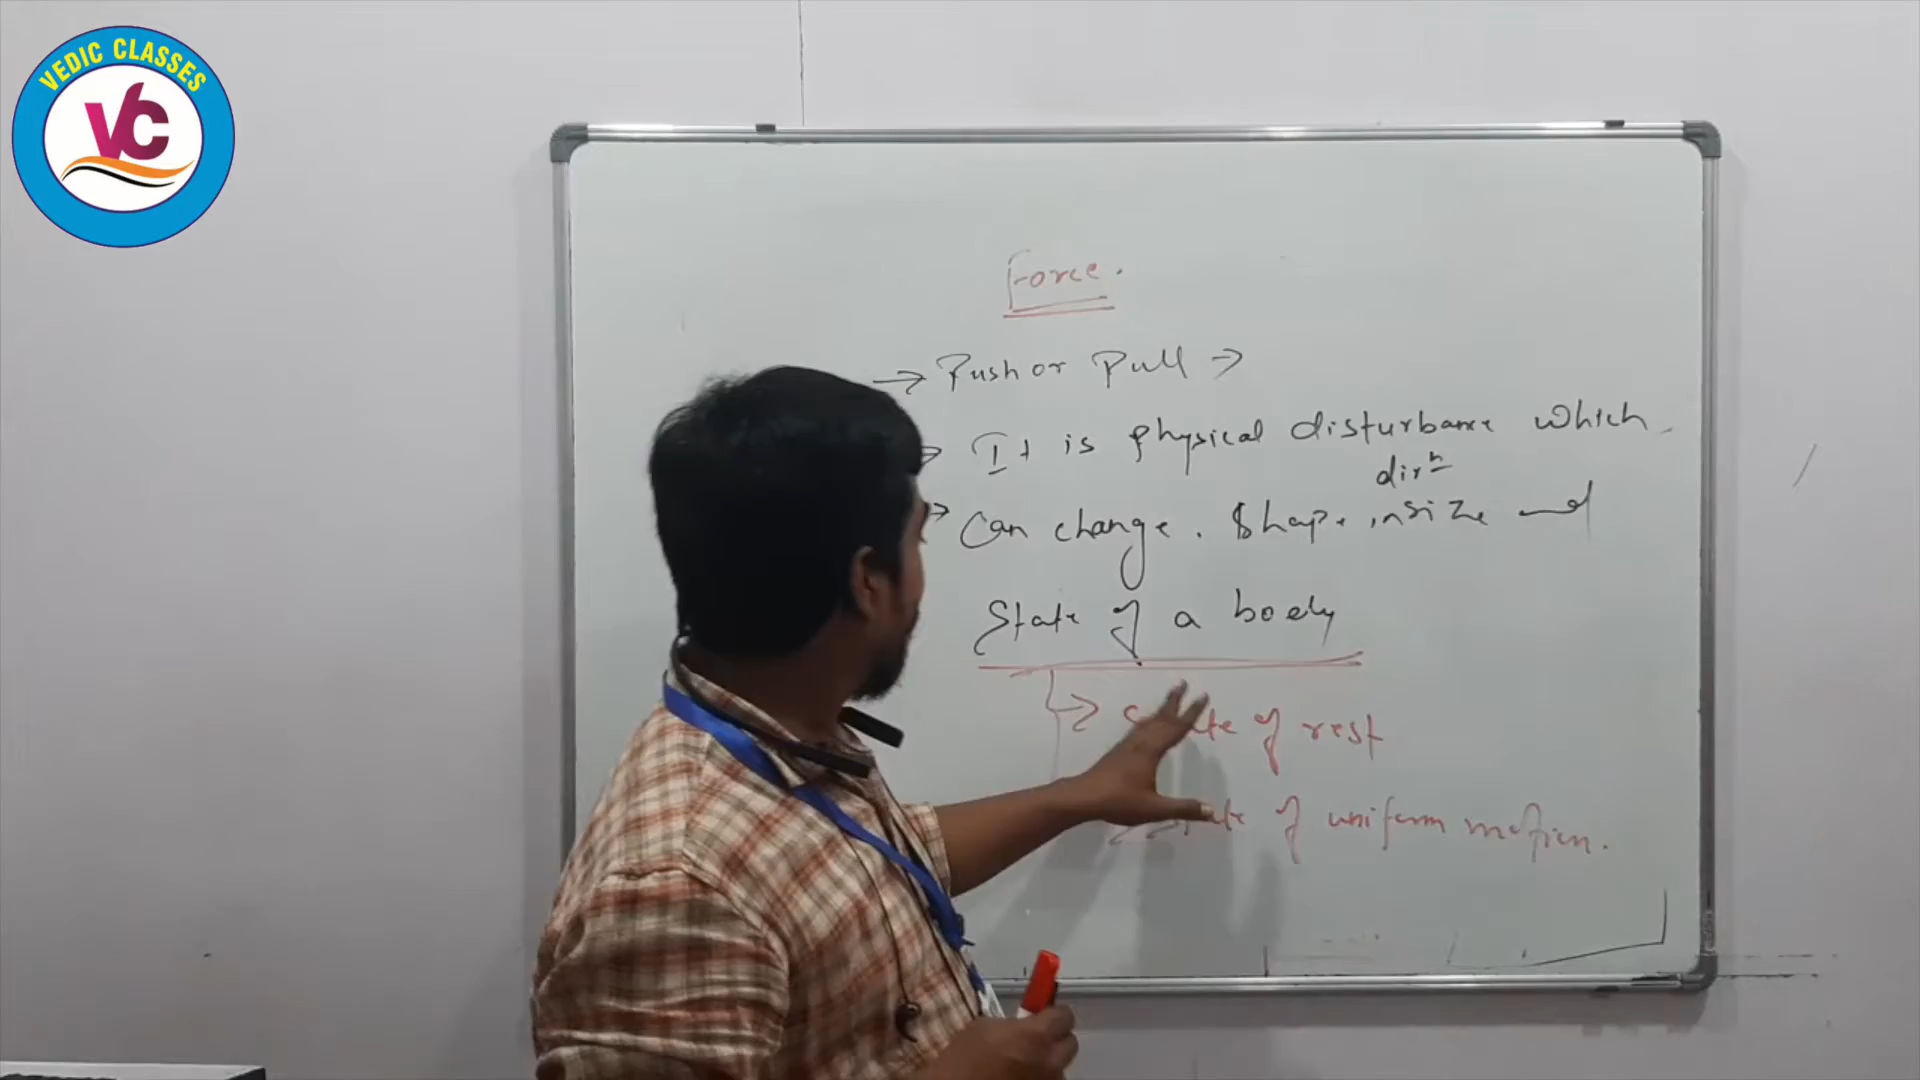 VEDIC CLASSES
VC
Force.
→ Push or Pull →
→ It is physical disturbance which
dirⁿ
→ Can change. Shape, size and
State of a body
→ State of rest
State of uniform motion.